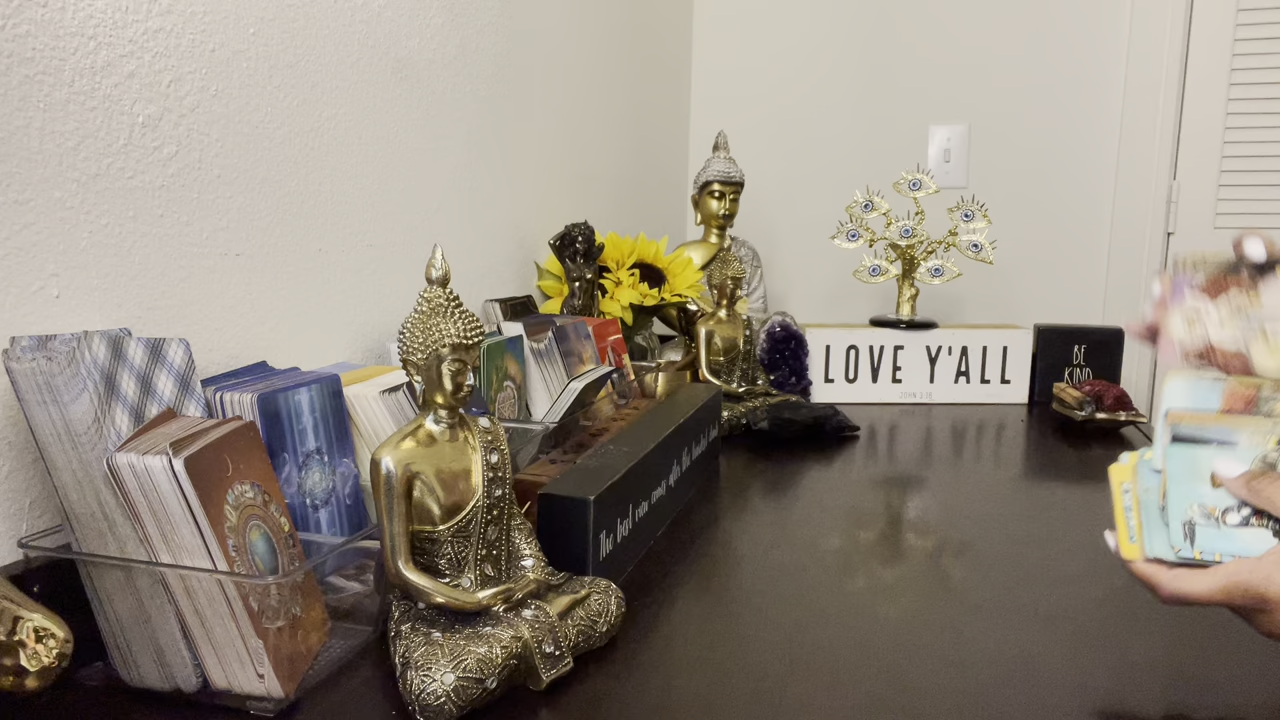 LOVE Y'ALL
JOHN 3:16
BE
KIND
The best view comes after the hardest climb